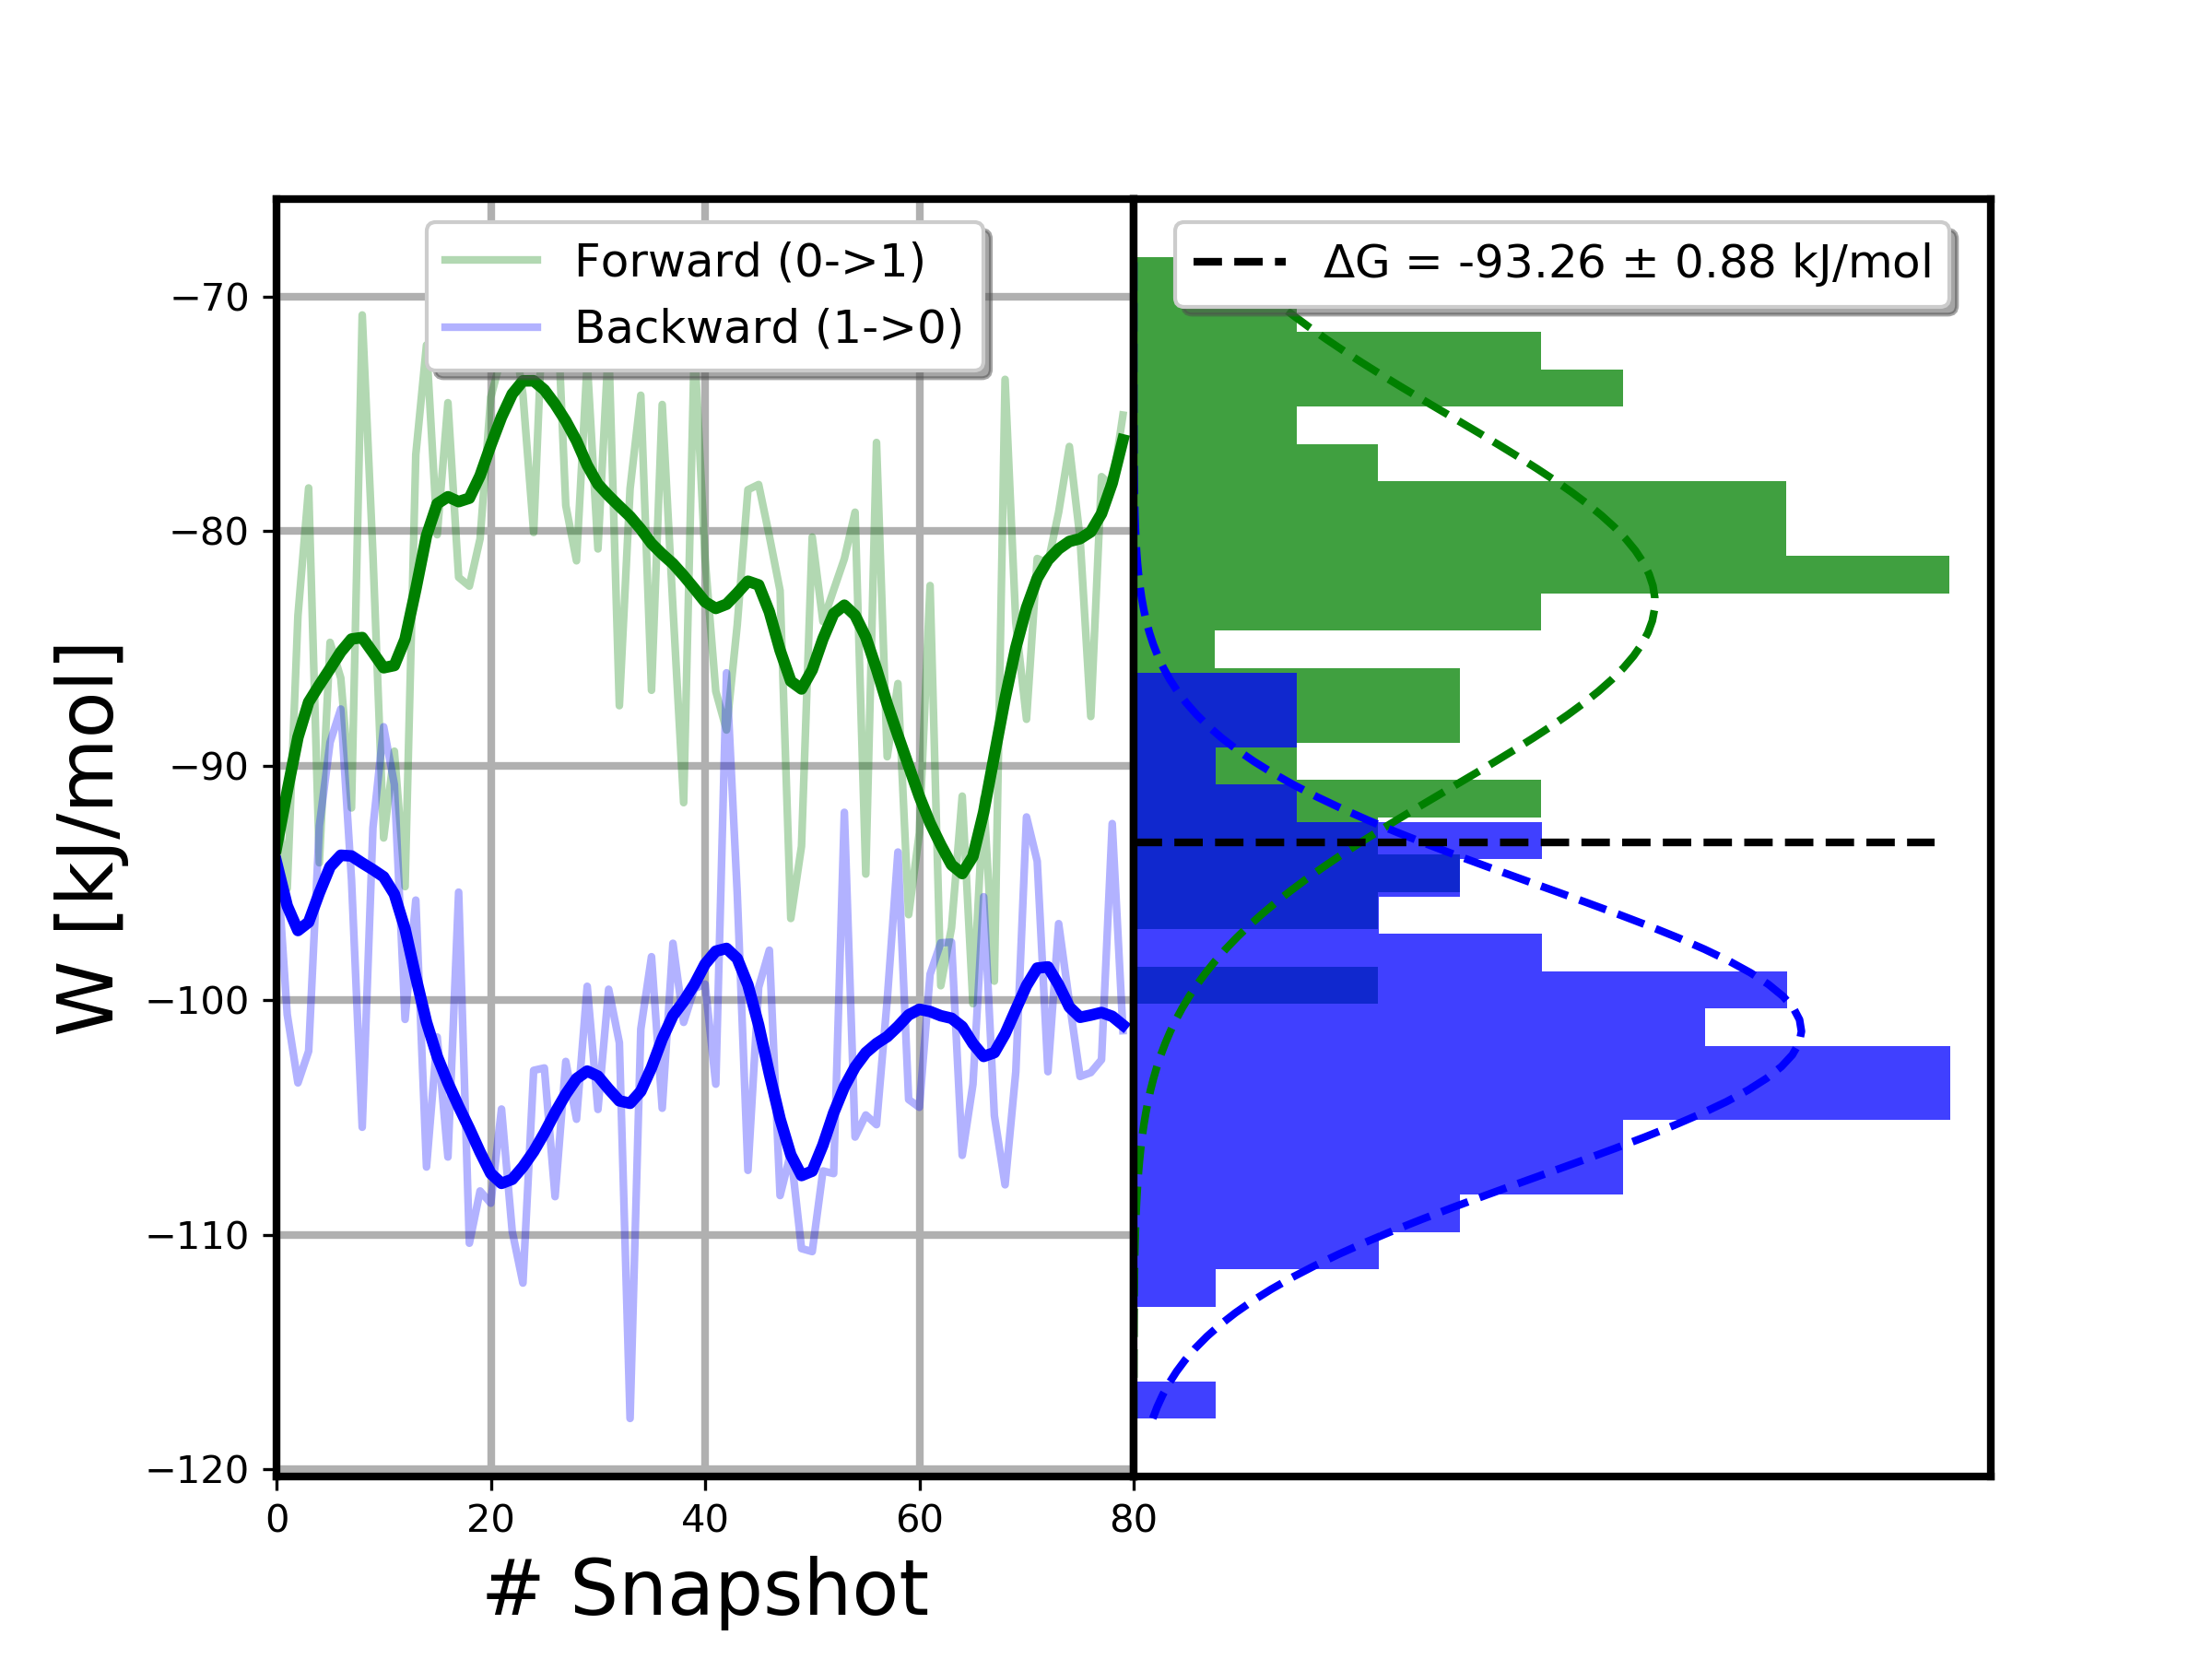 Forward (0->1)
Backward (1->0)
ΔG = -93.26 ± 0.88 kJ/mol
W [kJ/mol]
−70
−80
−90
−100
−110
−120
0 20 40 60 80
# Snapshot